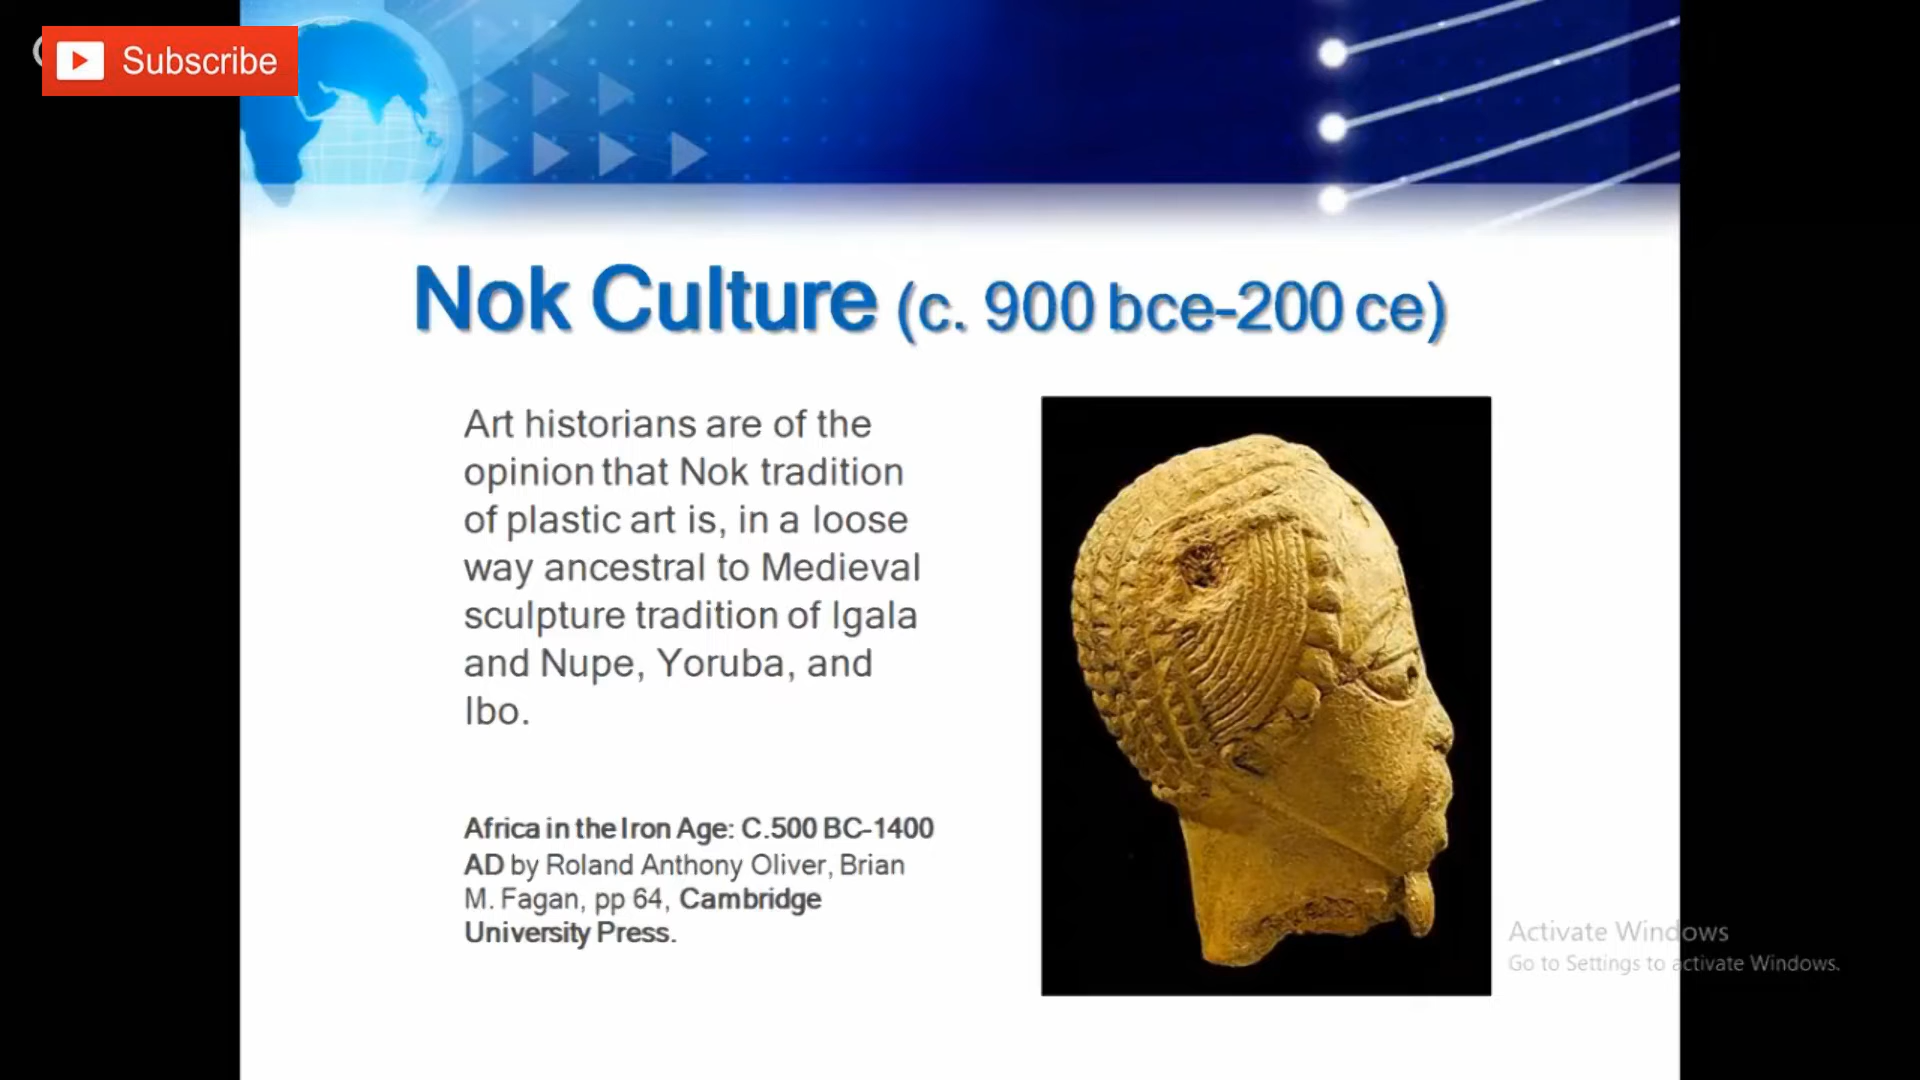 Subscribe
Nok Culture (c. 900 bce-200 ce)
Art historians are of the
opinion that Nok tradition
of plastic art is, in a loose
way ancestral to Medieval
sculpture tradition of Igala
and Nupe, Yoruba, and
Ibo.
Africa in the Iron Age: C.500 BC-1400
AD by Roland Anthony Oliver, Brian
M. Fagan, pp 64, Cambridge
University Press.
Activate Windows
Go to Settings to activate Windows.